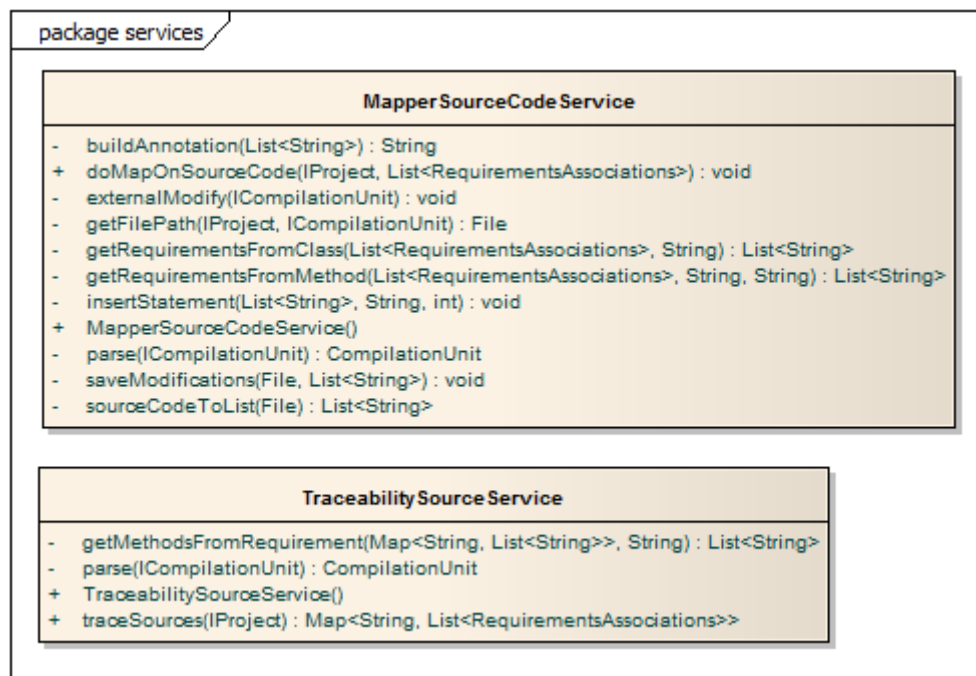 package services
MapperSourceCodeService
- buildAnnotation(List<String>) : String
+ doMapOnSourceCode(IProject, List<RequirementsAssociations>) : void
- externalModify(ICompilationUnit) : void
- getFilePath(IProject, ICompilationUnit) : File
- getRequirementsFromClass(List<RequirementsAssociations>, String) : List<String>
- getRequirementsFromMethod(List<RequirementsAssociations>, String, String) : List<String>
- insertStatement(List<String>, String, int) : void
+ MapperSourceCodeService()
- parse(ICompilationUnit) : CompilationUnit
- saveModifications(File, List<String>) : void
- sourceCodeToList(File) : List<String>
TraceabilitySourceService
- getMethodsFromRequirement(Map<String, List<String>>, String) : List<String>
- parse(ICompilationUnit) : CompilationUnit
+ TraceabilitySourceService()
+ traceSources(IProject) : Map<String, List<RequirementsAssociations>>